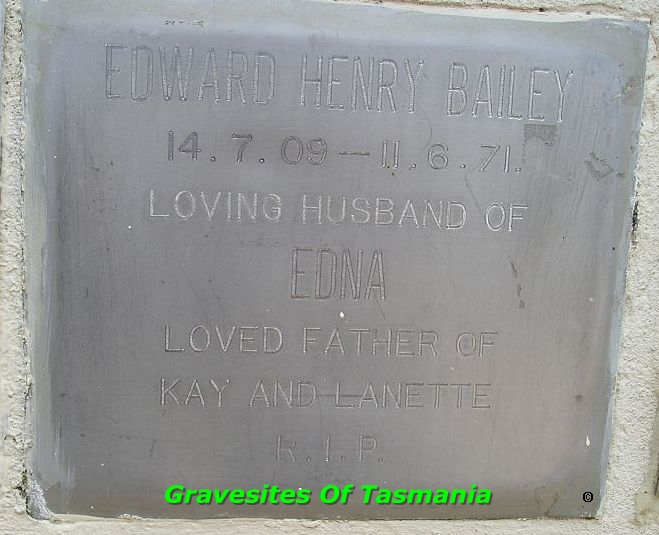 EDWARD HENRY BAILEY
14.7.09 — 11.6.71.
LOVING HUSBAND OF
EDNA
LOVED FATHER OF
KAY AND LANETTE
R.I.P.
Gravesites Of Tasmania ©